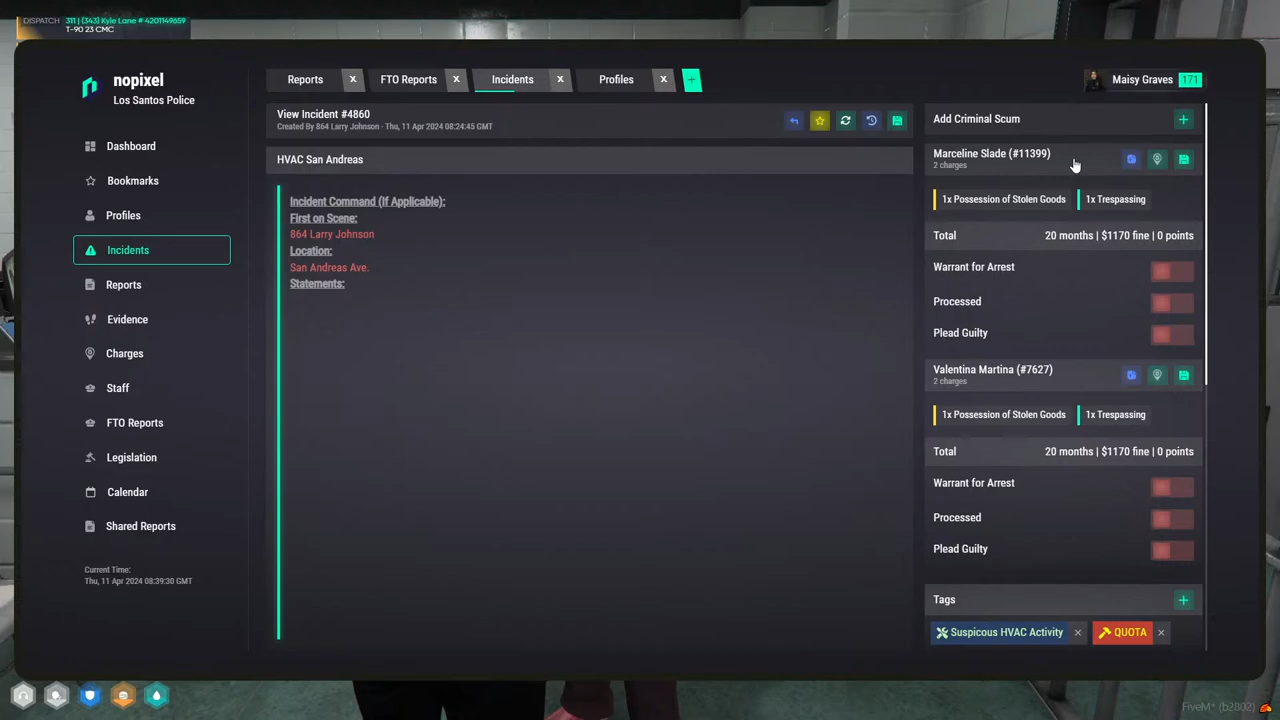 DISPATCH 311 | (343) Kyle Lane # 4201149659
T-90 23 CMC
nopixel
Los Santos Police
Reports x FTO Reports x Incidents x Profiles x +
Maisy Graves 171
Dashboard
Bookmarks
Profiles
Incidents
Reports
Evidence
Charges
Staff
FTO Reports
Legislation
Calendar
Shared Reports
Current Time:
Thu, 11 Apr 2024 08:39:30 GMT
View Incident #4860
Created By 864 Larry Johnson - Thu, 11 Apr 2024 08:24:45 GMT
HVAC San Andreas
Incident Command (If Applicable):
First on Scene:
864 Larry Johnson
Location:
San Andreas Ave.
Statements:
Add Criminal Scum +
Marceline Slade (#11399)
2 charges
1x Possession of Stolen Goods 1x Trespassing
Total 20 months | $1170 fine | 0 points
Warrant for Arrest
Processed
Plead Guilty
Valentina Martina (#7627)
2 charges
1x Possession of Stolen Goods 1x Trespassing
Total 20 months | $1170 fine | 0 points
Warrant for Arrest
Processed
Plead Guilty
Tags +
Suspicous HVAC Activity x QUOTA x
FiveM* (b2802)